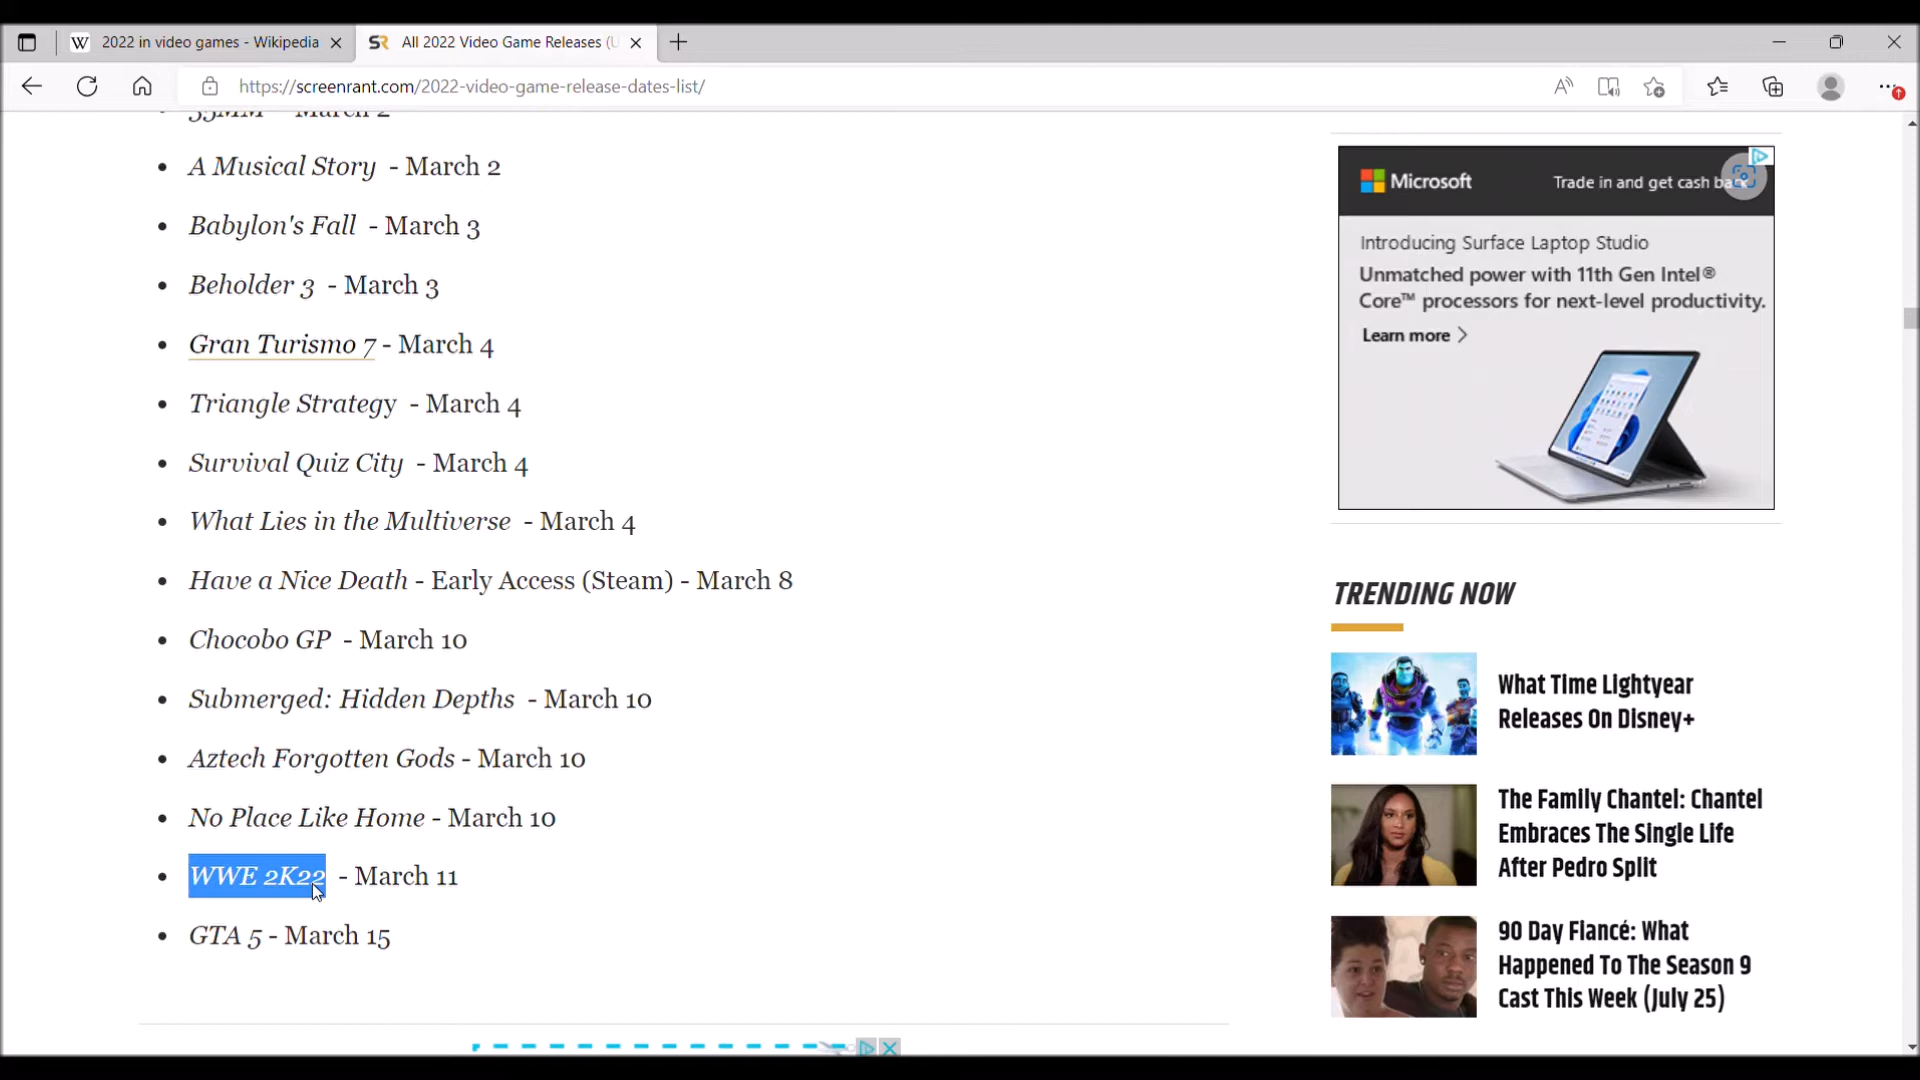 2022 in video games - Wikipedia
SR All 2022 Video Game Releases (U
https://screenrant.com/2022-video-game-release-dates-list/
35MM - March 2
A Musical Story - March 2
Babylon's Fall - March 3
Beholder 3 - March 3
Gran Turismo 7 - March 4
Triangle Strategy - March 4
Survival Quiz City - March 4
What Lies in the Multiverse - March 4
Have a Nice Death - Early Access (Steam) - March 8
Chocobo GP - March 10
Submerged: Hidden Depths - March 10
Aztech Forgotten Gods - March 10
No Place Like Home - March 10
WWE 2K22 - March 11
GTA 5 - March 15
Microsoft
Trade in and get cash back
Introducing Surface Laptop Studio
Unmatched power with 11th Gen Intel®
Core™ processors for next-level productivity.
Learn more >
TRENDING NOW
What Time Lightyear
Releases On Disney+
The Family Chantel: Chantel
Embraces The Single Life
After Pedro Split
90 Day Fiancé: What
Happened To The Season 9
Cast This Week (July 25)